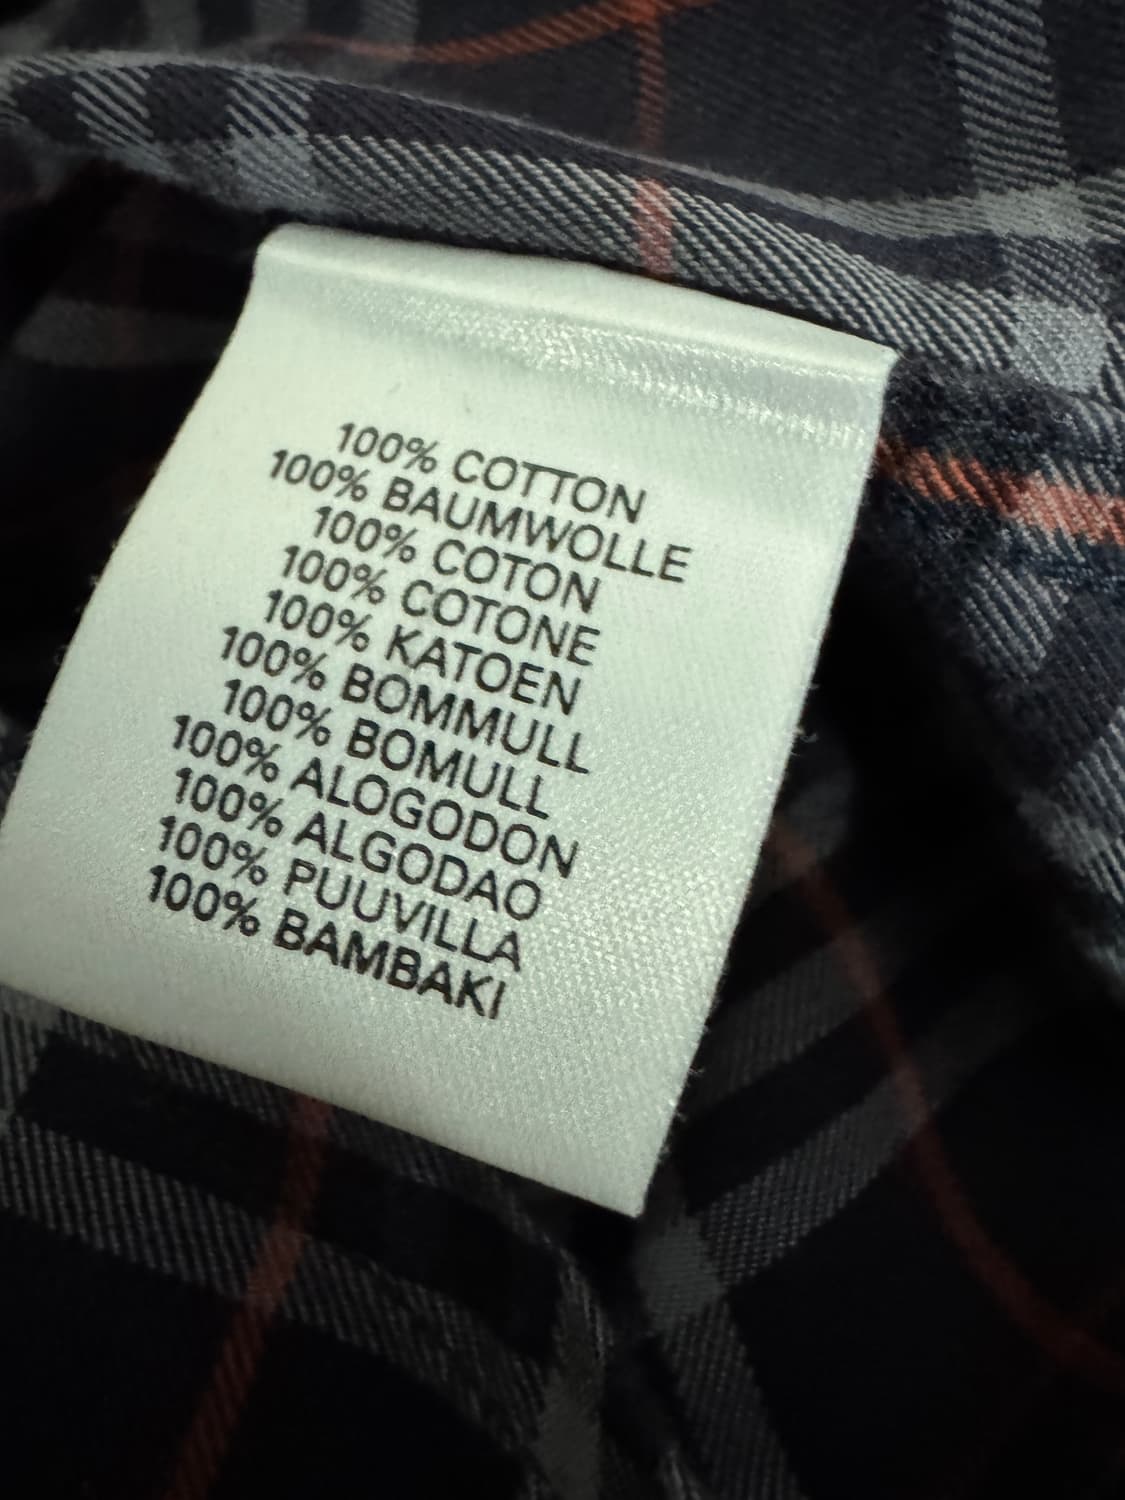 100% COTTON
100% BAUMWOLLE
100% COTON
100% COTONE
100% KATOEN
100% BOMMULL
100% BOMULL
100% ALOGODON
100% ALGODAO
100% PUUVILLA
100% BAMBAKI